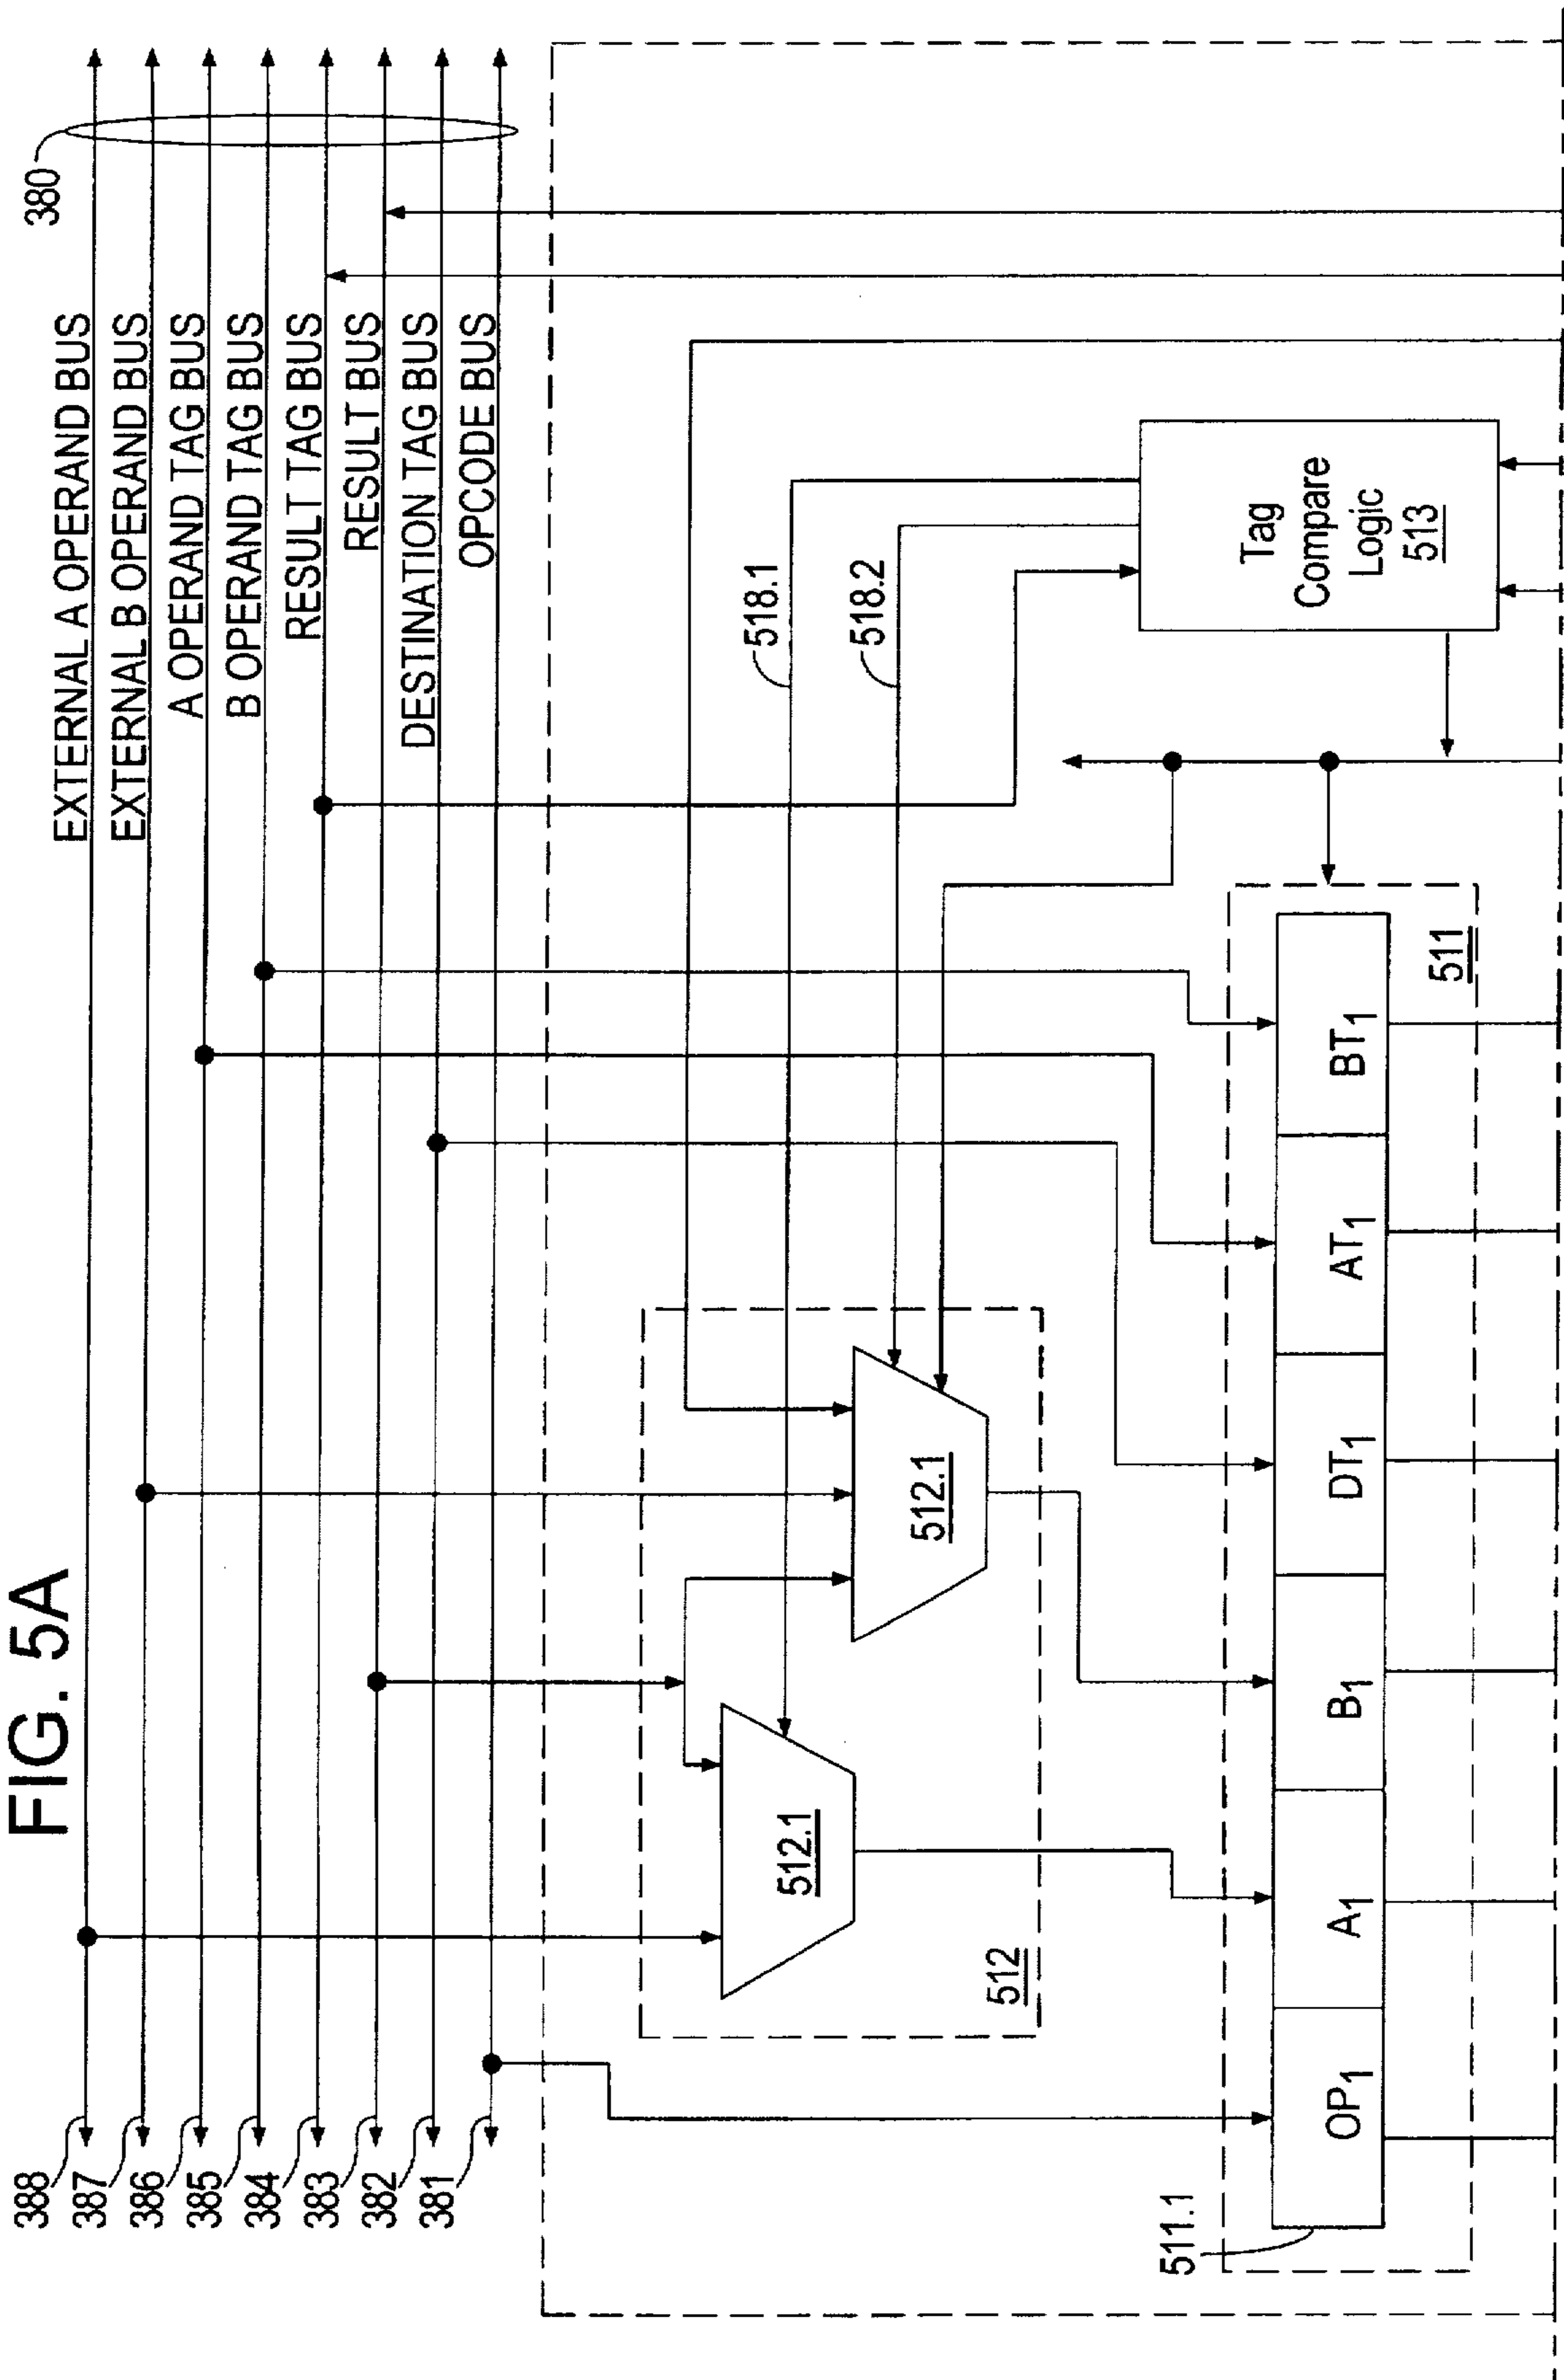 FIG. 5A
388
387
386
385
384
383
382
381
EXTERNAL A OPERAND BUS
EXTERNAL B OPERAND BUS
A OPERAND TAG BUS
B OPERAND TAG BUS
RESULT TAG BUS
RESULT BUS
DESTINATION TAG BUS
OPCODE BUS
380
518.1
518.2
512.1
512.1
512
Tag
Compare
Logic
513
511.1
OP1
A1
B1
DT1
AT1
BT1
511